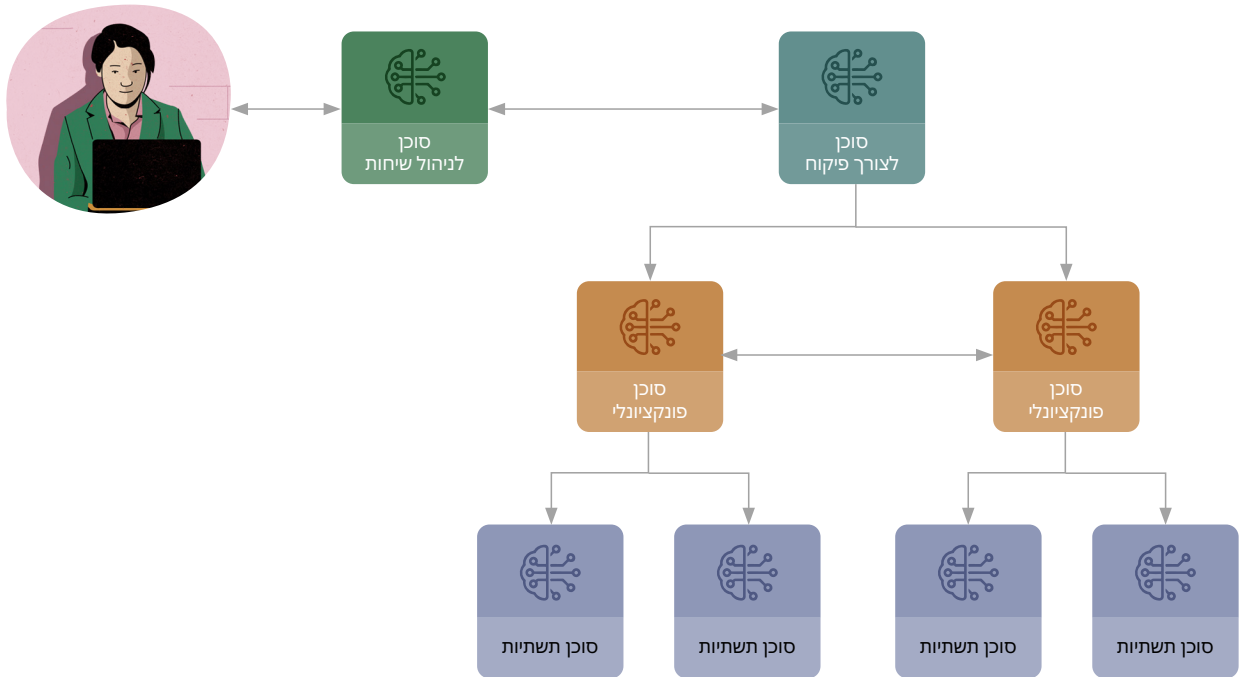 סוכן
לניהול שיחות
סוכן
לצורך פיקוח
סוכן
פונקציונלי
סוכן
פונקציונלי
סוכן תשתיות
סוכן תשתיות
סוכן תשתיות
סוכן תשתיות